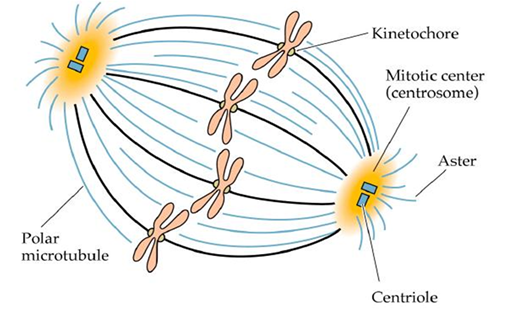 Kinetochore
Mitotic center
(centrosome)
Aster
Polar
microtubule
Centriole